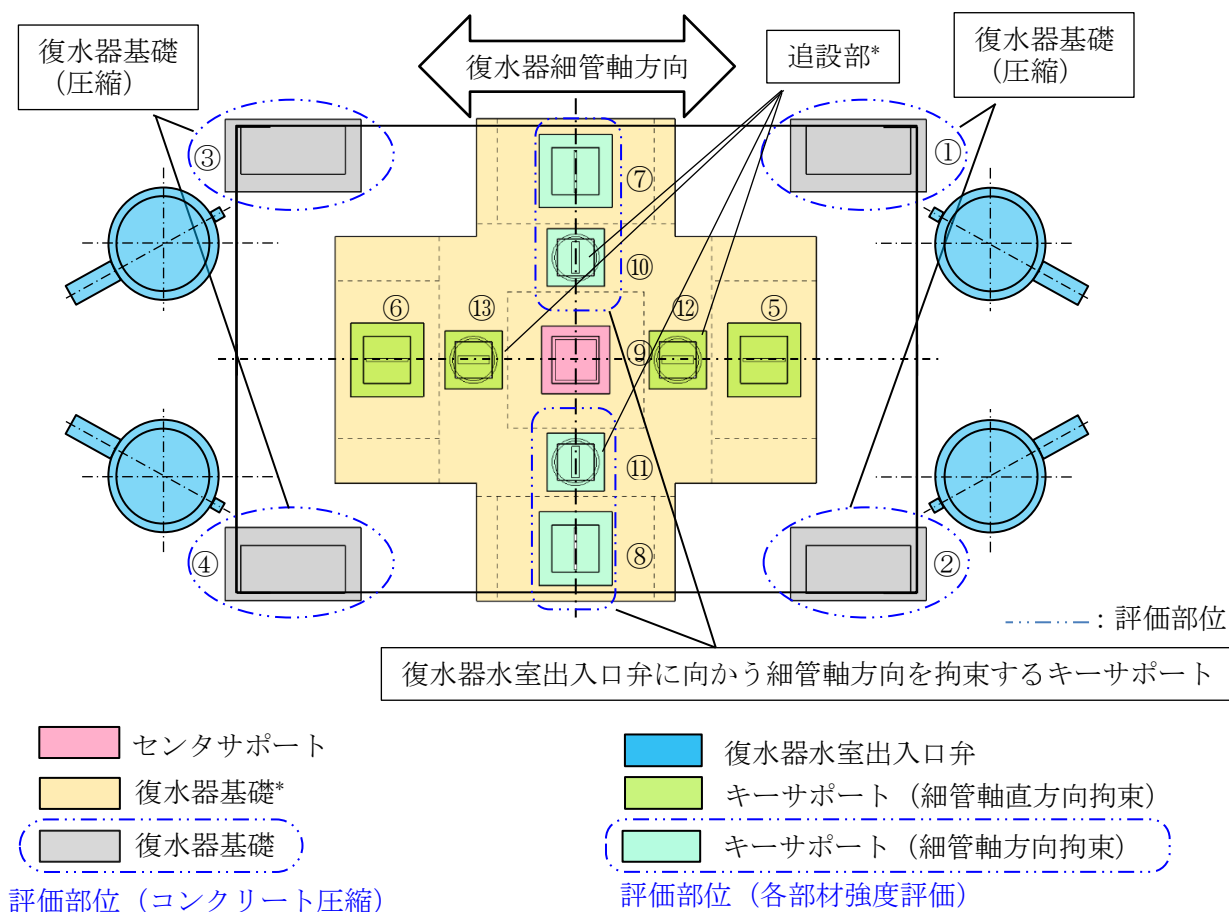 復水器基礎
（圧縮）
復水器細管軸方向
追設部*
復水器基礎
（圧縮）
③
⑦
①
⑩
⑥
⑬
⑫
⑤
⑨
⑪
④
⑧
②
：評価部位
復水器水室出入口弁に向かう細管軸方向を拘束するキーサポート
センタサポート
復水器基礎*
復水器基礎
評価部位（コンクリート圧縮）
復水器水室出入口弁
キーサポート（細管軸直方向拘束）
キーサポート（細管軸方向拘束）
評価部位（各部材強度評価）